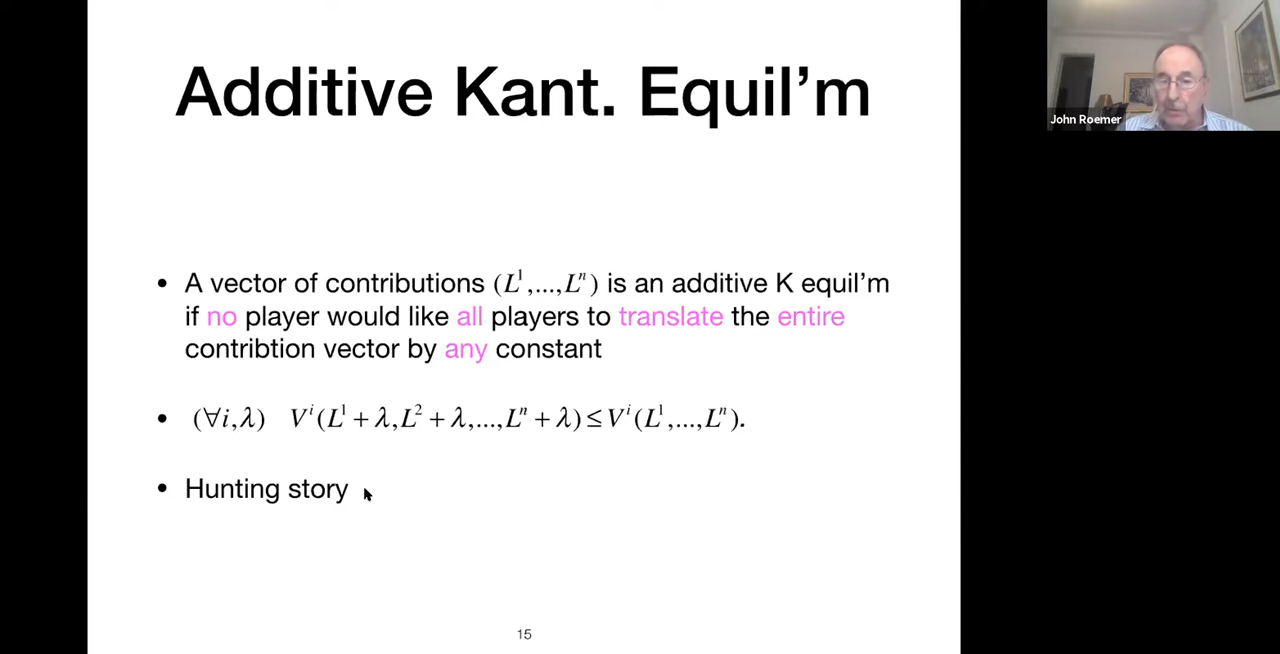 Additive Kant. Equil'm
• A vector of contributions (L¹,...,Lⁿ) is an additive K equil'm
if no player would like all players to translate the entire
contribtion vector by any constant
• (∀i,λ) Vⁱ(L¹ + λ,L² + λ,...,Lⁿ + λ) ≤ Vⁱ(L¹,...,Lⁿ).
• Hunting story
15
John Roemer